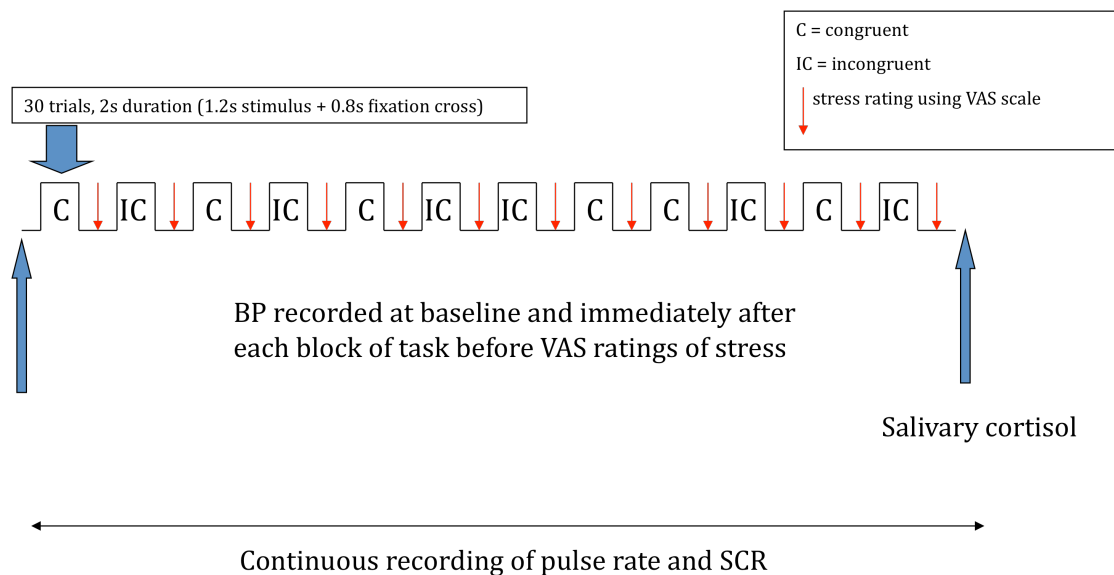 C = congruent
IC = incongruent
stress rating using VAS scale
30 trials, 2s duration (1.2s stimulus + 0.8s fixation cross)
C IC C IC C IC IC C C IC C IC
BP recorded at baseline and immediately after
each block of task before VAS ratings of stress
Salivary cortisol
Continuous recording of pulse rate and SCR